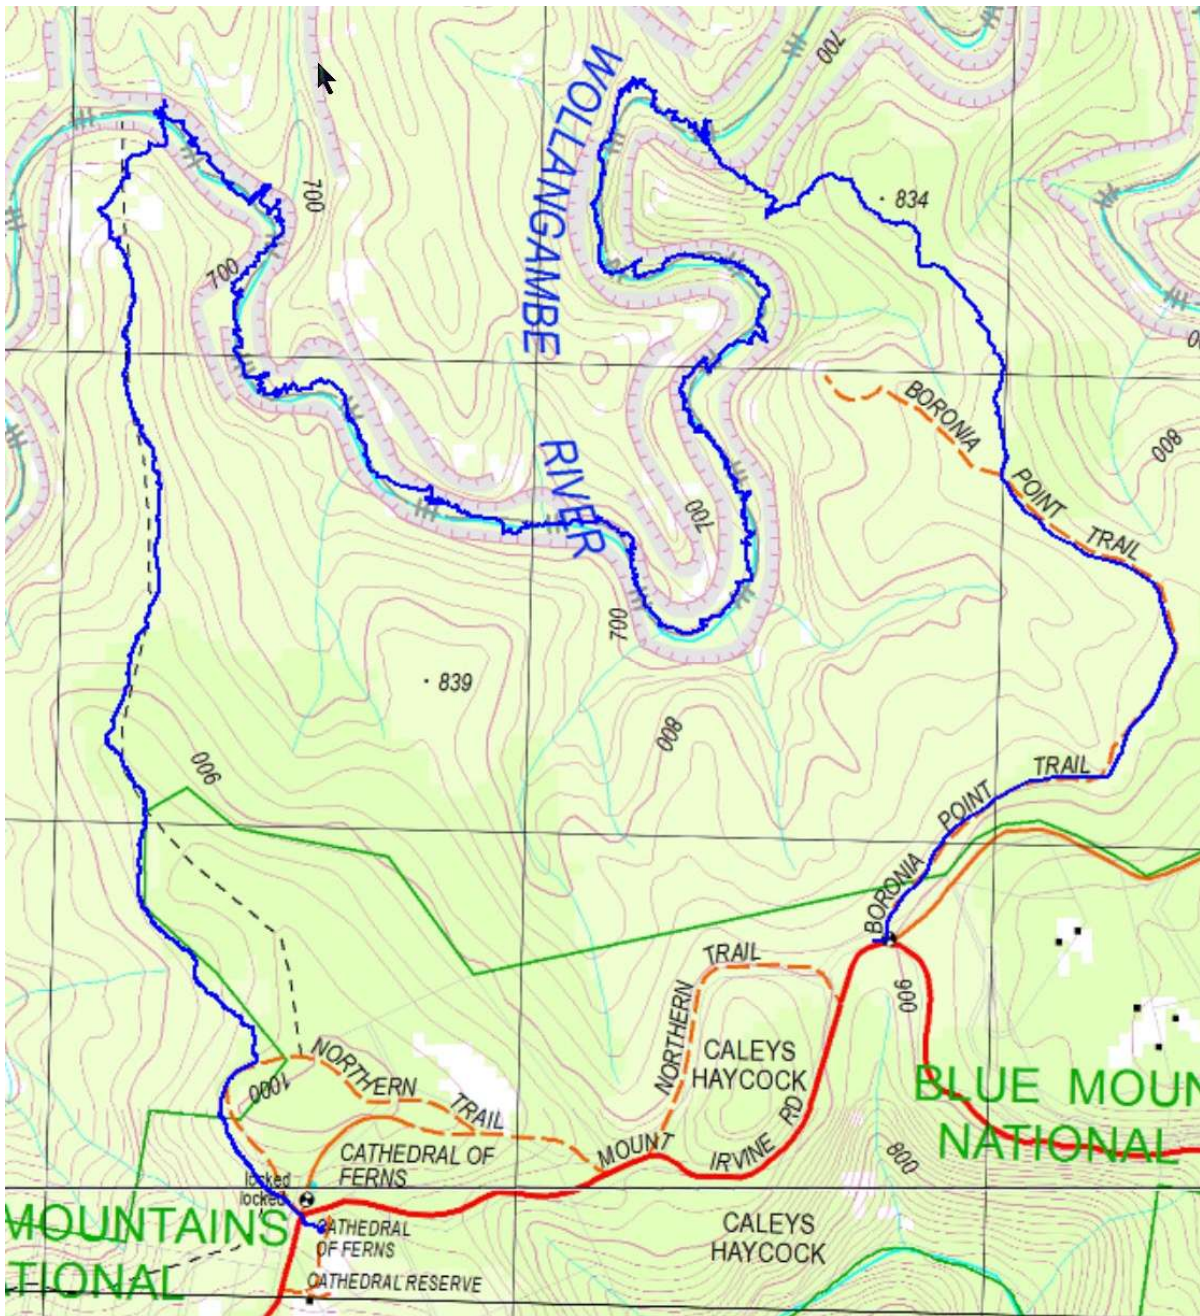 700
WOLLANGAMBE
700
834
700
BORONIA
800
POINT
RIVER
TRAIL
700
700
839
800
900
TRAIL
POINT
BORONIA
TRAIL
900
NORTHERN
CALEYS
HAYCOCK
NORTHERN
1000
TRAIL
BLUE MOUN
NATIONAL
RD
IRVINE
MOUNT
800
CATHEDRAL OF
FERNS
locked
locked
MOUNTAINS
TIONAL
CATHEDRAL
OF FERNS
CALEYS
HAYCOCK
CATHEDRAL RESERVE